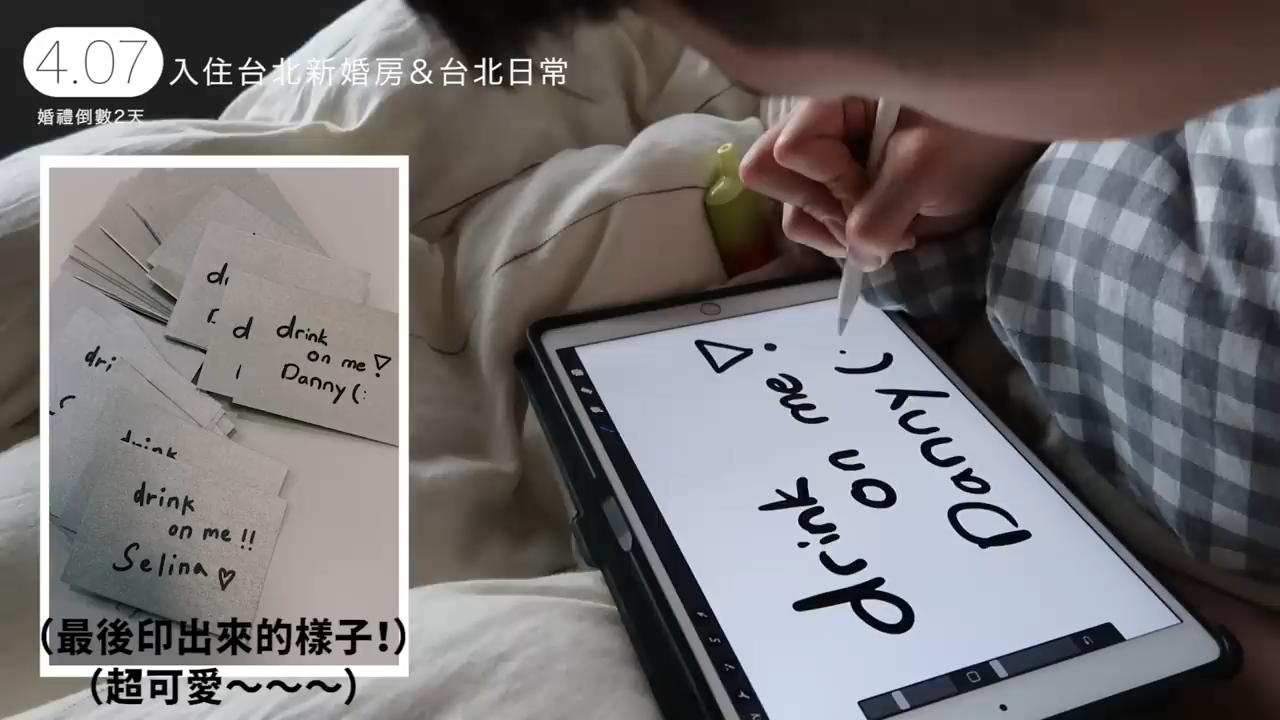 4.07 入住台北新婚房&台北日常
婚禮倒數2天
d
d
drink
on me!
Danny (:
dri
drink
drink
on me !!
Selina ♡
(最後印出來的樣子!)
(超可愛～～～)
drink
on me!
Danny (: